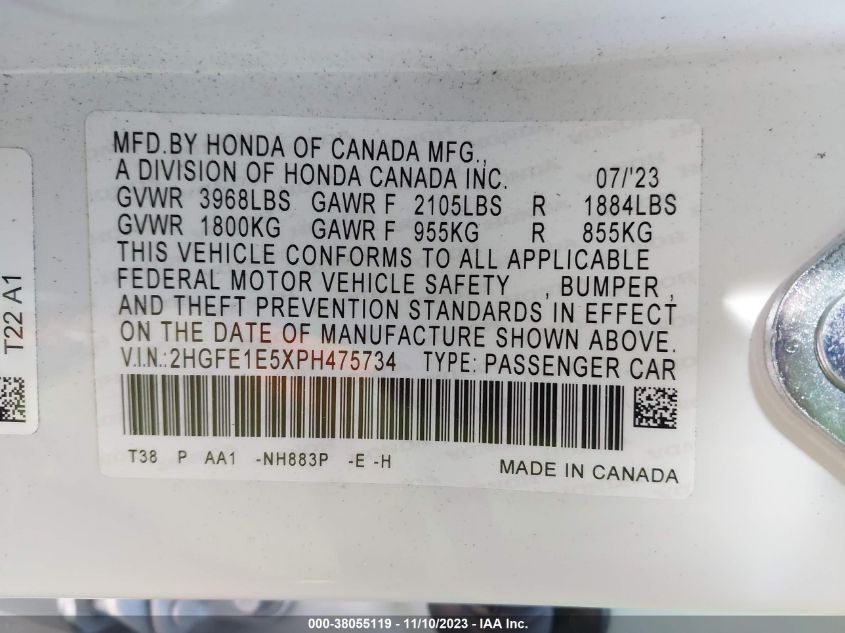 MFD.BY HONDA OF CANADA MFG.,
A DIVISION OF HONDA CANADA INC. 07/'23
GVWR 3968LBS GAWR F 2105LBS R 1884LBS
GVWR 1800KG GAWR F 955KG R 855KG
THIS VEHICLE CONFORMS TO ALL APPLICABLE
FEDERAL MOTOR VEHICLE SAFETY , BUMPER ,
AND THEFT PREVENTION STANDARDS IN EFFECT
ON THE DATE OF MANUFACTURE SHOWN ABOVE.
V.I.N.:2HGFE1E5XPH475734 TYPE: PASSENGER CAR
T38 P AA1 -NH883P -E -H MADE IN CANADA
T22 A1
000-38055119 - 11/10/2023 - IAA Inc.